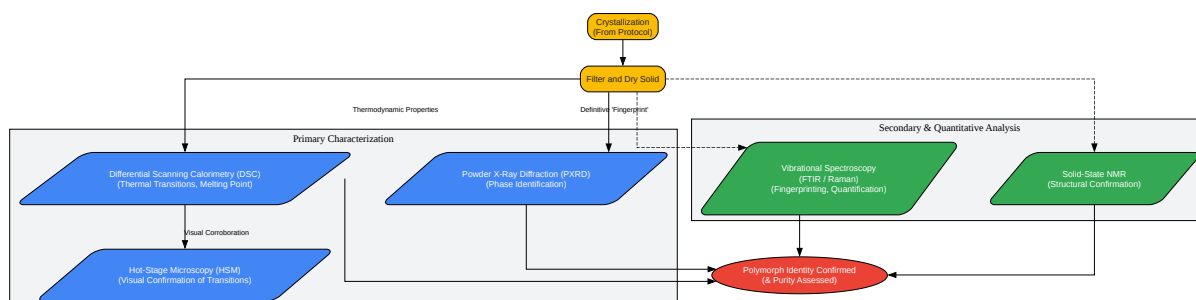 Crystallization
(From Protocol)
Filter and Dry Solid
Thermodynamic Properties
Definitive 'Fingerprint'
Primary Characterization
Secondary & Quantitative Analysis
Differential Scanning Calorimetry (DSC)
(Thermal Transitions, Melting Point)
Powder X-Ray Diffraction (PXRD)
(Phase Identification)
Vibrational Spectroscopy
(FTIR / Raman)
(Fingerprinting, Quantification)
Solid-State NMR
(Structural Confirmation)
Visual Corroboration
Hot-Stage Microscopy (HSM)
(Visual Confirmation of Transitions)
Polymorph Identity Confirmed
(& Purity Assessed)